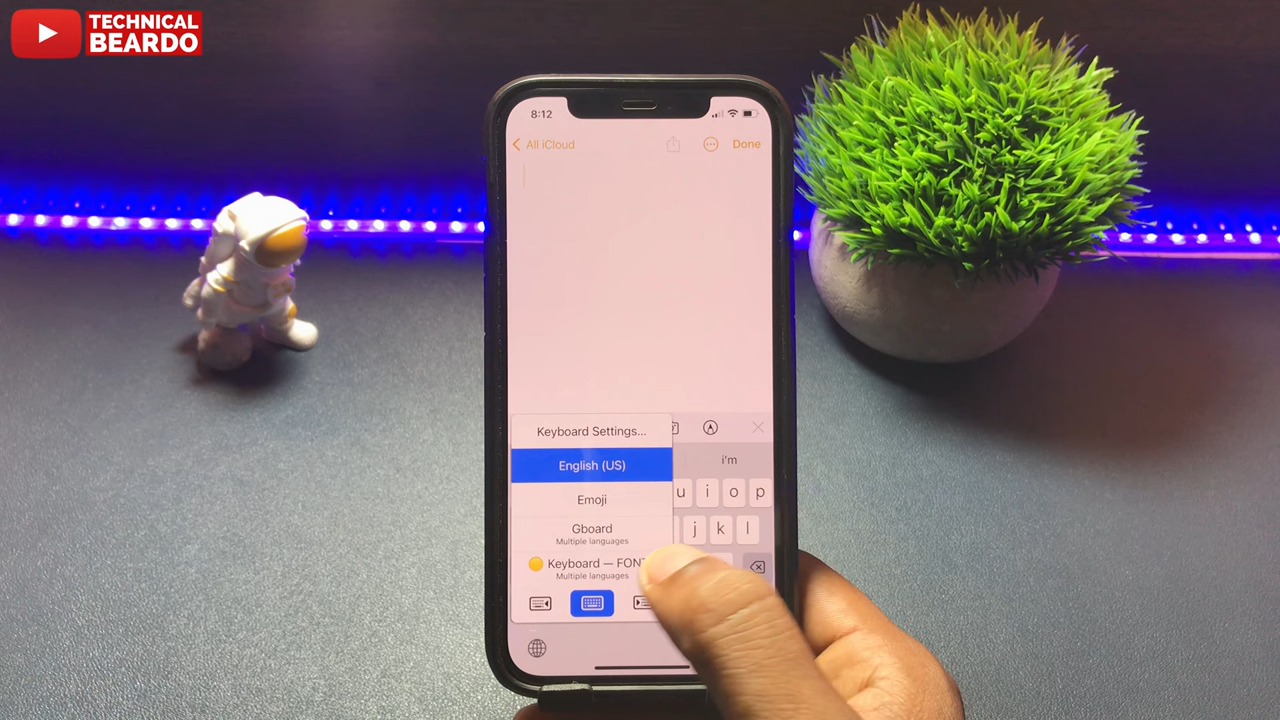 TECHNICAL
BEARDO
8:12
All iCloud
Done
Keyboard Settings...
English (US)
i'm
Emoji
u i o p
Gboard
Multiple languages
j k l
Keyboard — FON
Multiple languages